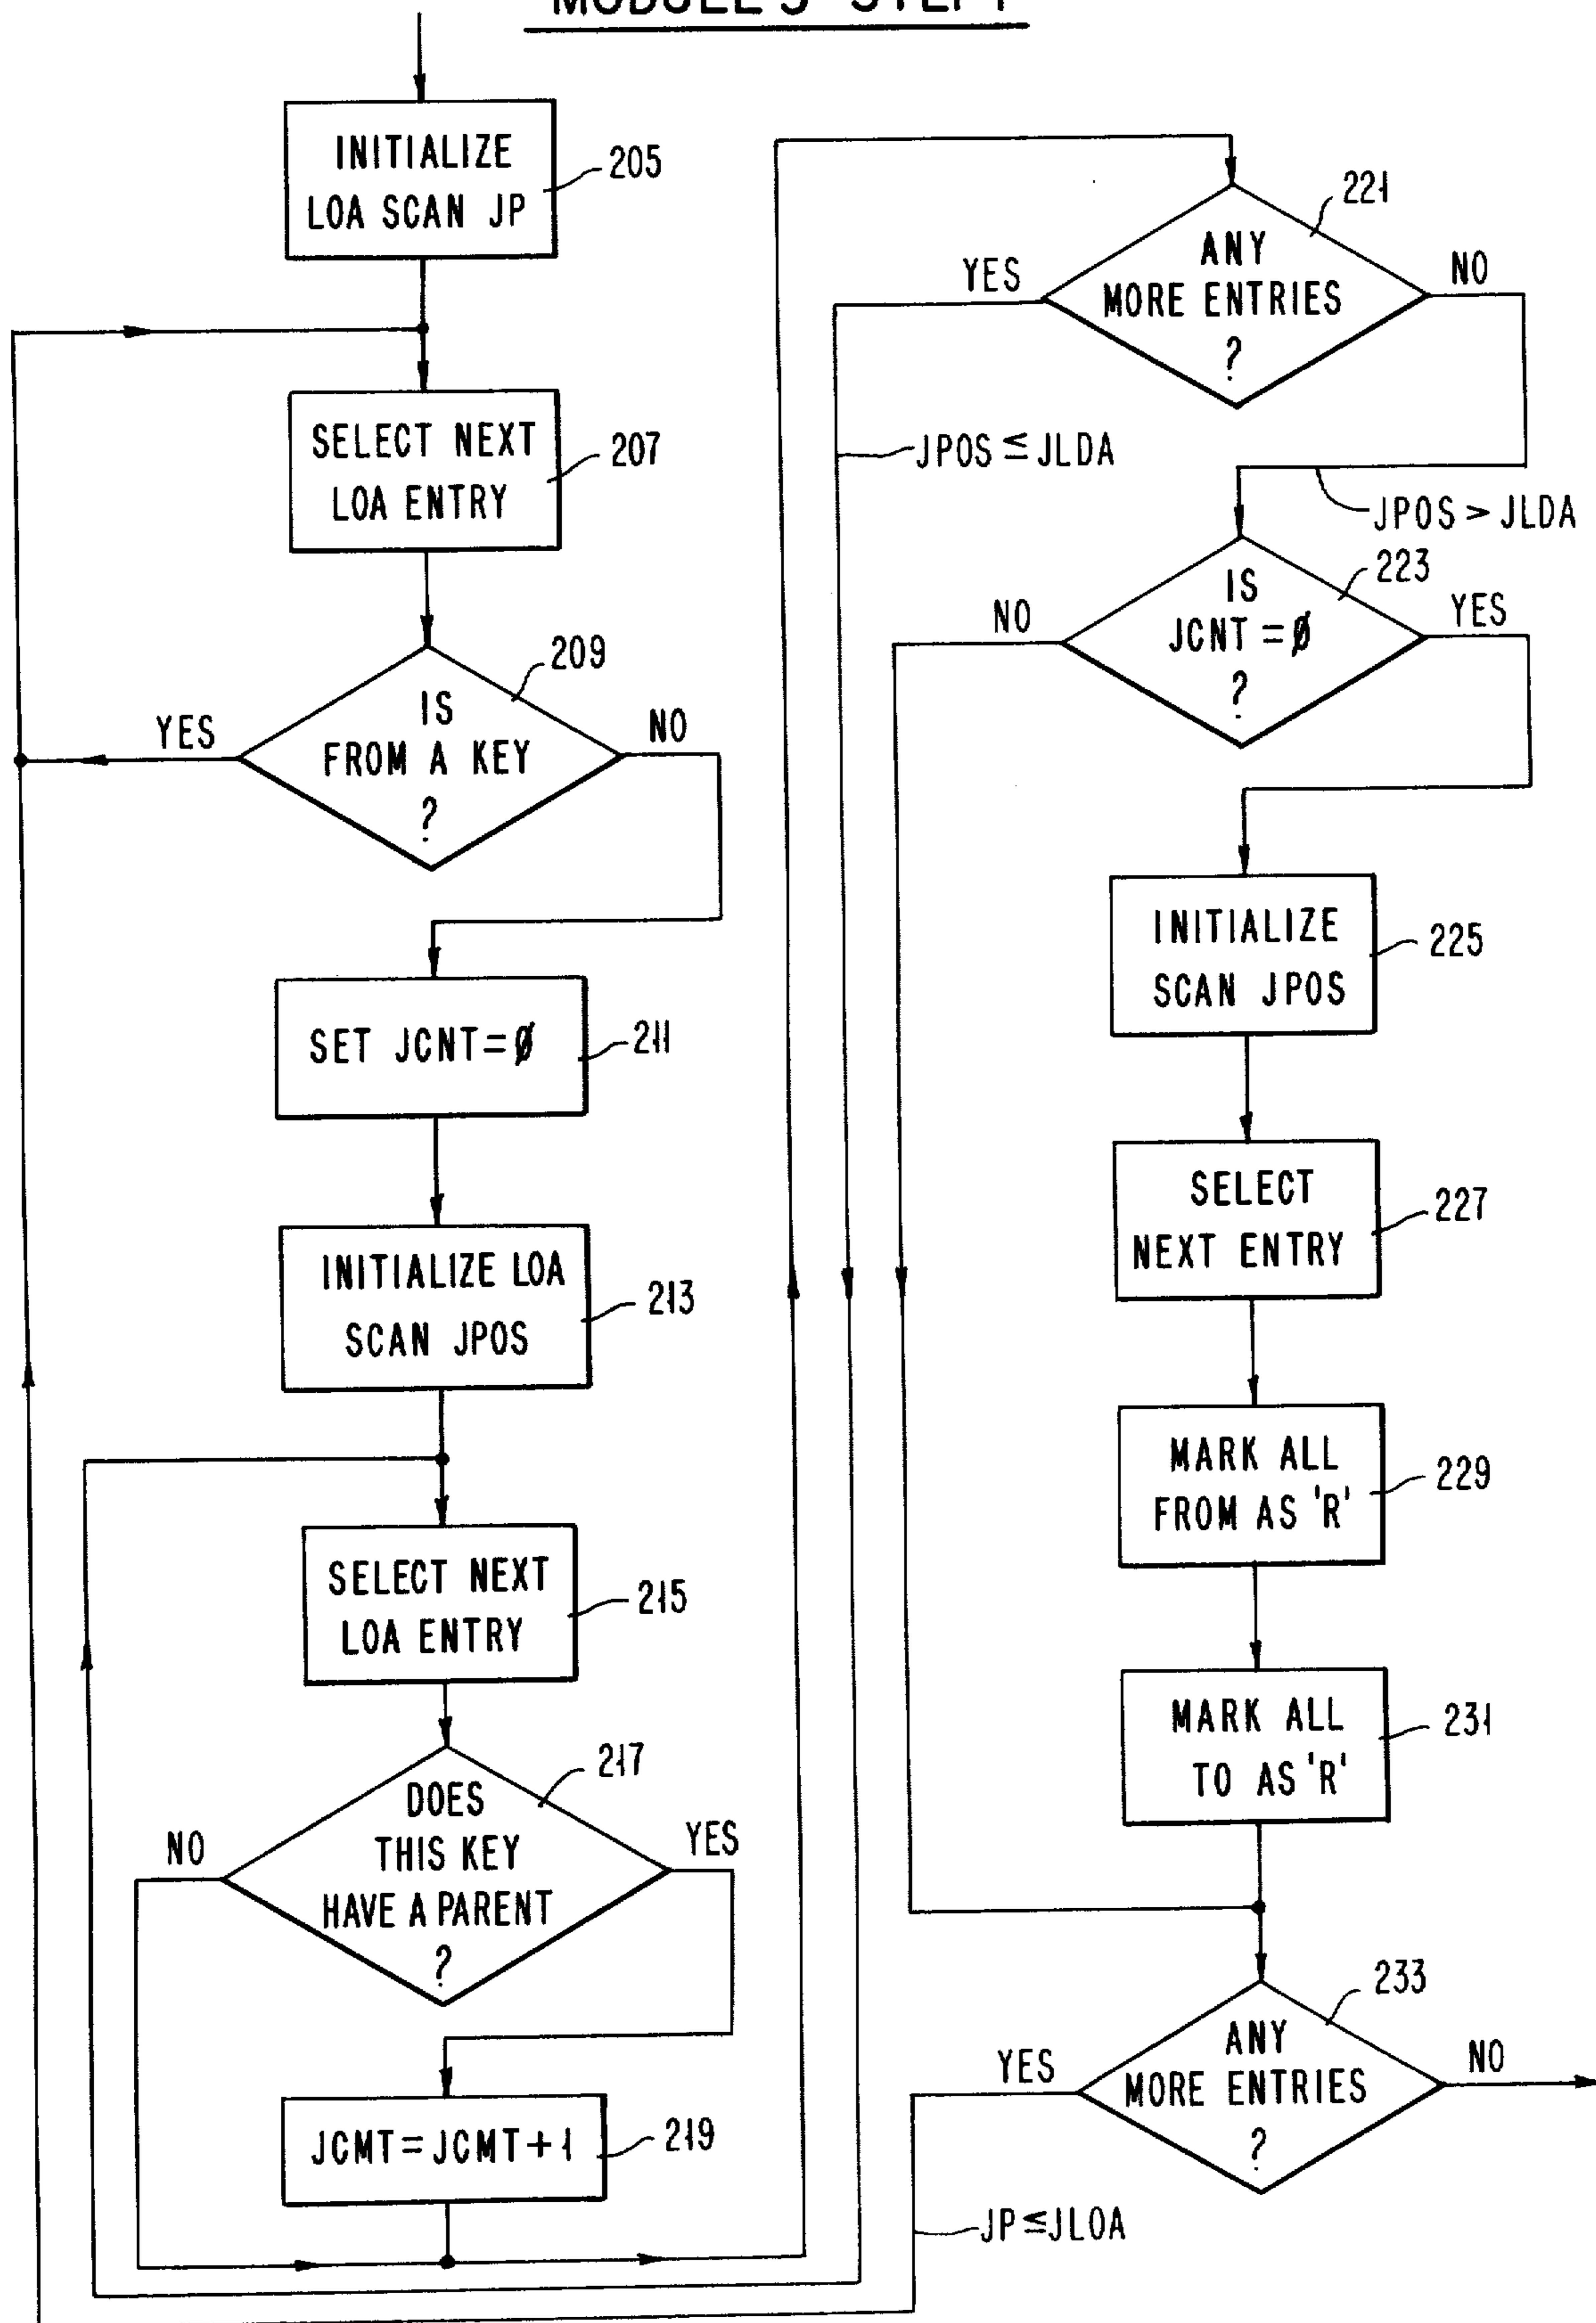 MODULE 3 STEP 1
INITIALIZE
LOA SCAN JP
205
SELECT NEXT
LOA ENTRY
207
209
IS
FROM A KEY
?
YES
NO
SET JCNT=Ø
211
INITIALIZE LOA
SCAN JPOS
213
SELECT NEXT
LOA ENTRY
215
217
DOES
THIS KEY
HAVE A PARENT
?
NO
YES
JCMT=JCMT+1
219
221
ANY
MORE ENTRIES
?
YES
NO
JPOS ≦ JLDA
JPOS > JLDA
223
IS
JCNT =Ø
?
NO
YES
INITIALIZE
SCAN JPOS
225
SELECT
NEXT ENTRY
227
MARK ALL
FROM AS 'R'
229
MARK ALL
TO AS 'R'
231
233
ANY
MORE ENTRIES
?
YES
NO
JP≦JLOA